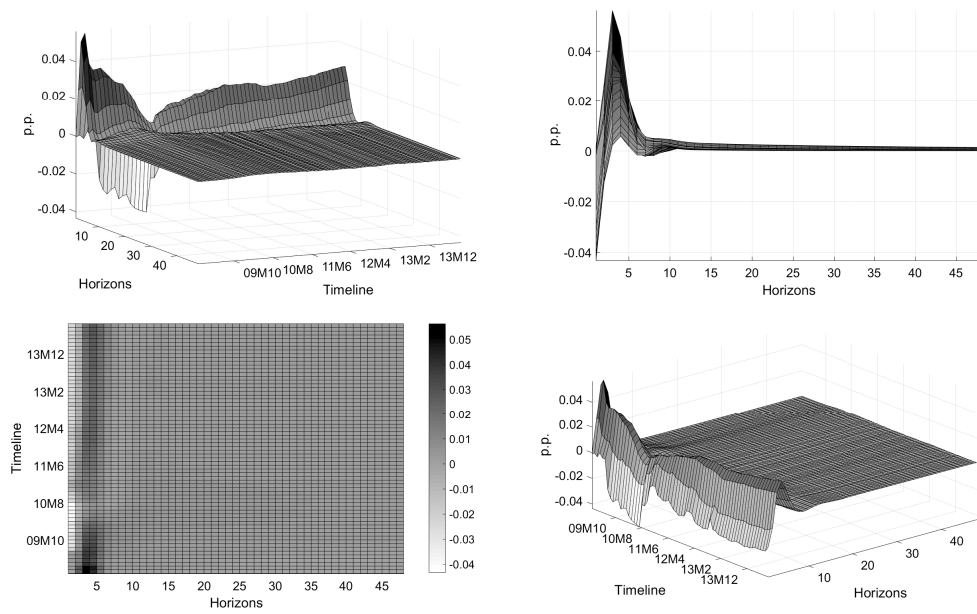 0.04
0.02
0
-0.02
-0.04
p.p.
10
20
30
40
Horizons
09M10 10M8 11M6 12M4 13M2 13M12
Timeline
0.04
0.02
0
-0.02
-0.04
p.p.
5 10 15 20 25 30 35 40 45
Horizons
13M12
13M2
12M4
11M6
10M8
09M10
Timeline
5 10 15 20 25 30 35 40 45
Horizons
0.05
0.04
0.03
0.02
0.01
0
-0.01
-0.02
-0.03
-0.04
0.04
0.02
0
-0.02
-0.04
p.p.
09M10
10M8
11M6
12M4
13M2
13M12
Timeline
10
20
30
40
Horizons